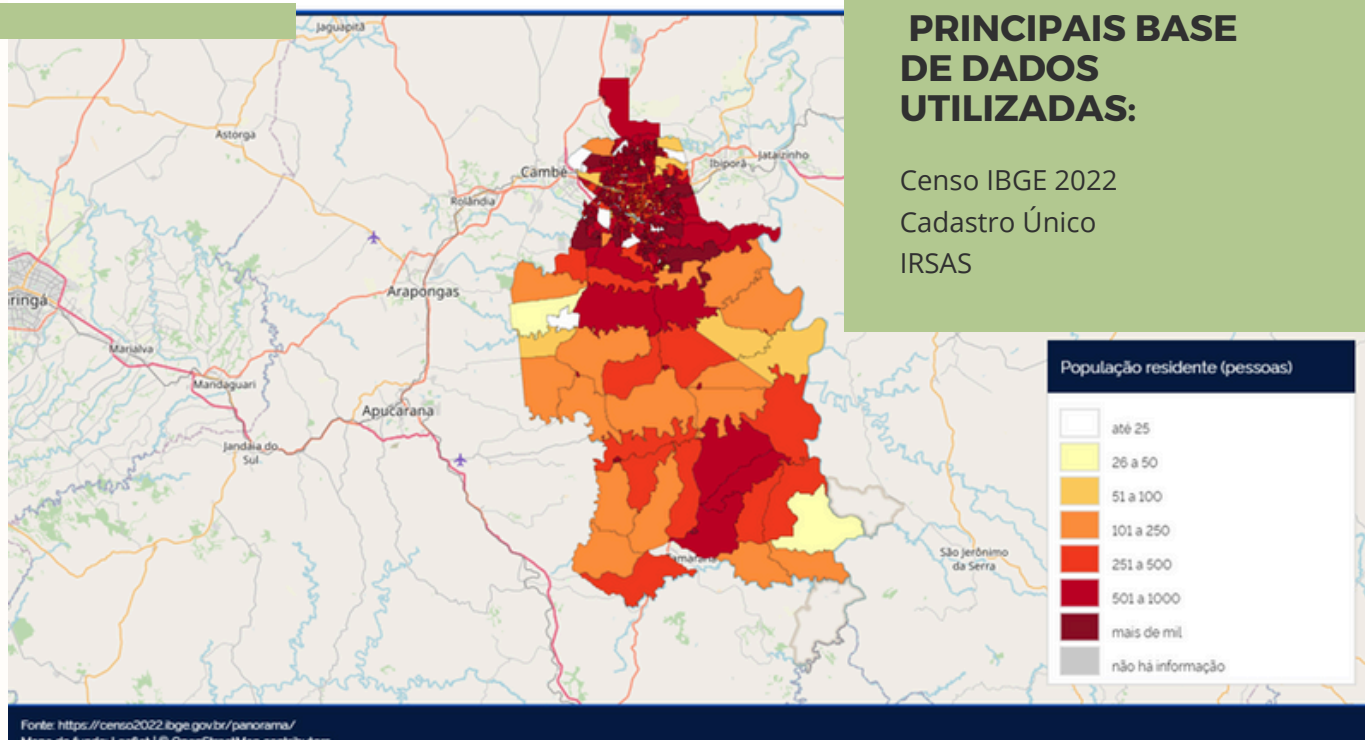 PRINCIPAIS BASE
DE DADOS
UTILIZADAS:
Censo IBGE 2022
Cadastro Único
IRSAS
Jaguapitã
Astorga
Cambé
Ibiporã
Jataizinho
Rolândia
Arapongas
Marialva
Mandaguari
Apucarana
Jandaia do
Sul
São Jerônimo
da Serra
População residente (pessoas)
até 25
26 a 50
51 a 100
101 a 250
251 a 500
501 a 1000
mais de mil
não há informação
Fonte: https://censo2022.ibge.gov.br/panorama/